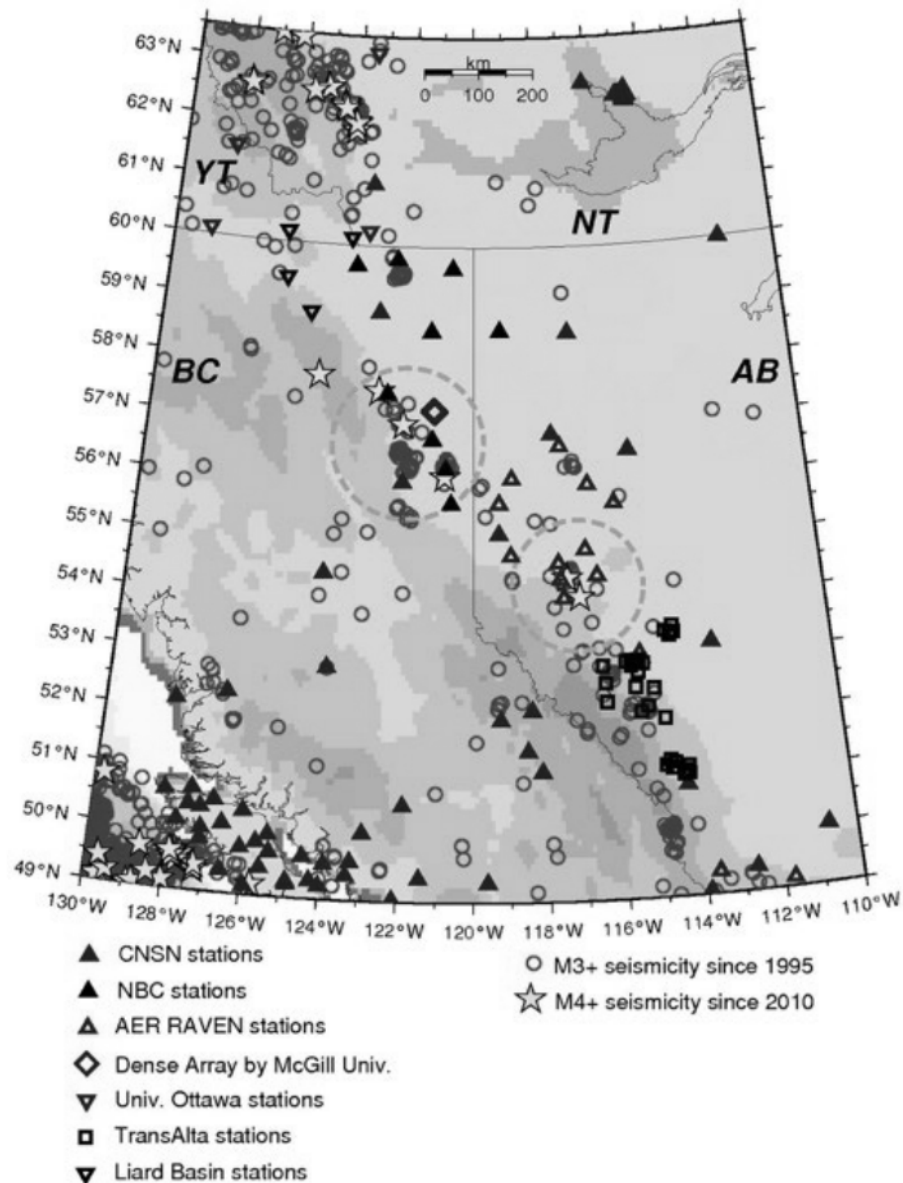 63°N
km
0 100 200
62°N
61°N
YT
NT
60°N
59°N
58°N
BC
AB
57°N
56°N
55°N
54°N
53°N
52°N
51°N
50°N
49°N
130°W 128°W 126°W 124°W 122°W 120°W 118°W 116°W 114°W 112°W 110°W
CNSN stations
M3+ seismicity since 1995
NBC stations
M4+ seismicity since 2010
AER RAVEN stations
Dense Array by McGill Univ.
Univ. Ottawa stations
TransAlta stations
Liard Basin stations